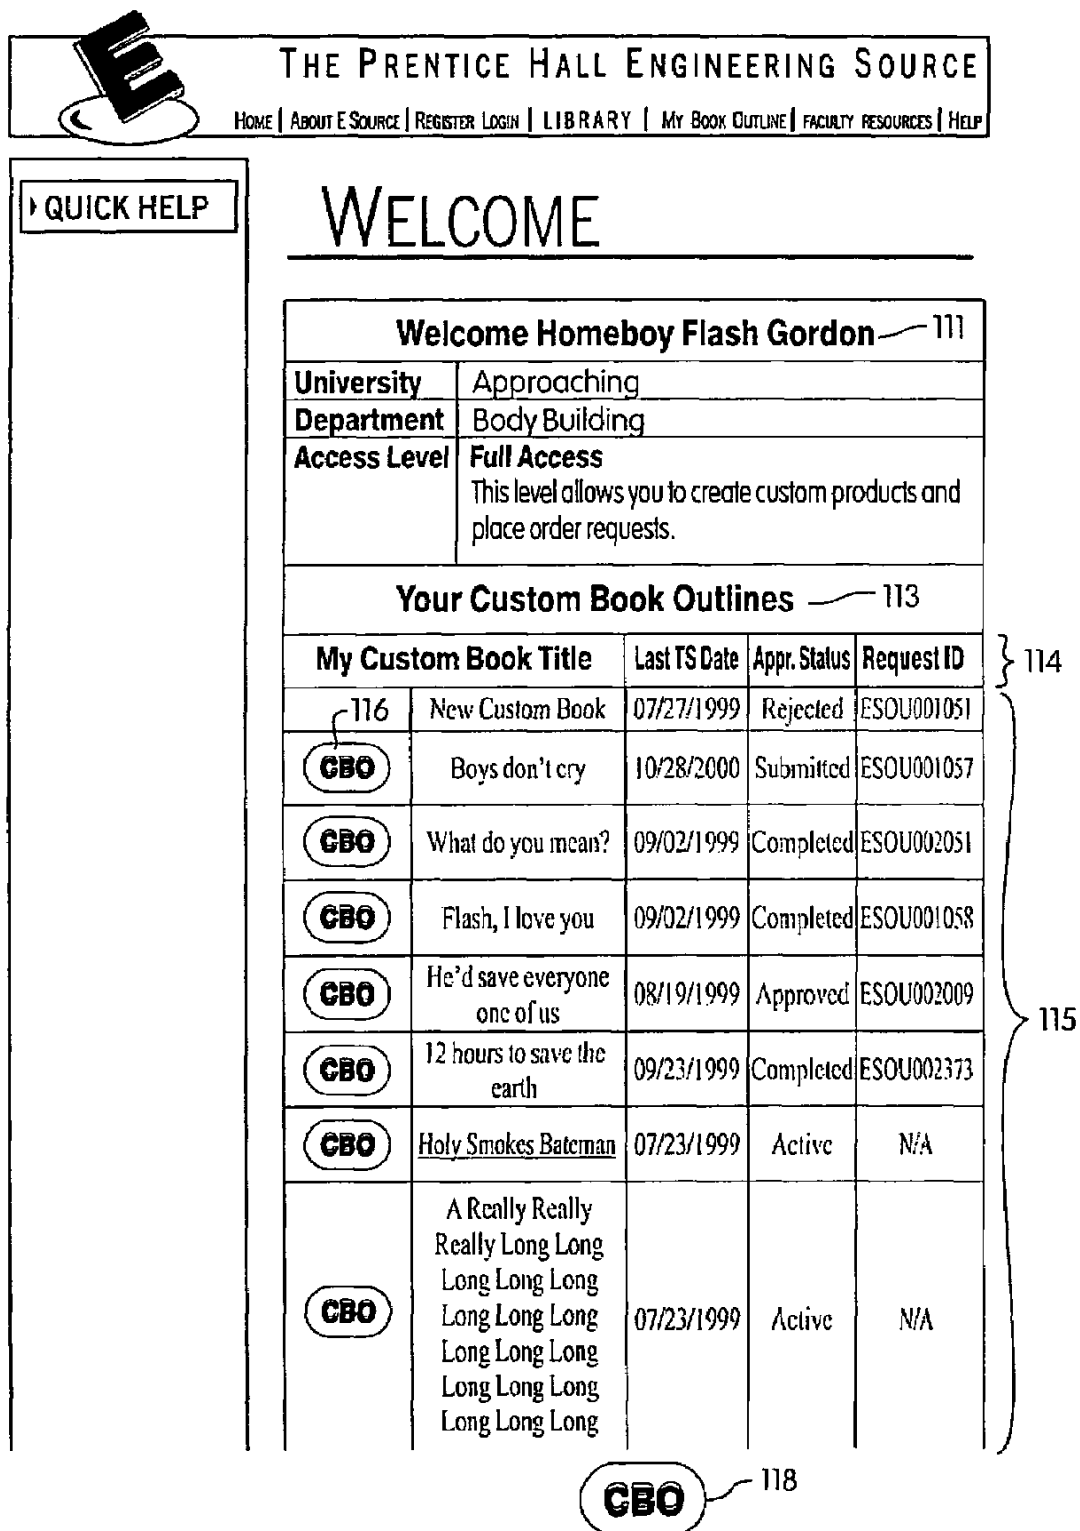 E
THE PRENTICE HALL ENGINEERING SOURCE
HOME | ABOUT E SOURCE | REGISTER LOGIN | LIBRARY | MY BOOK OUTLINE | FACULTY RESOURCES | HELP
QUICK HELP
WELCOME
Welcome Homeboy Flash Gordon 111
University Approaching
Department Body Building
Access Level Full Access
This level allows you to create custom products and
place order requests.
Your Custom Book Outlines 113
My Custom Book Title Last TS Date Appr. Status Request ID 114
116 New Custom Book 07/27/1999 Rejected ESOU001051
CBO Boys don't cry 10/28/2000 Submitted ESOU001057
CBO What do you mean? 09/02/1999 Completed ESOU002051
CBO Flash, I love you 09/02/1999 Completed ESOU001058
CBO He'd save everyone
one of us 08/19/1999 Approved ESOU002009
115
CBO 12 hours to save the
earth 09/23/1999 Completed ESOU002373
CBO Holy Smokes Bateman 07/23/1999 Active N/A
A Really Really
Really Long Long
Long Long Long
CBO Long Long Long 07/23/1999 Active N/A
Long Long Long
Long Long Long
Long Long Long
CBO 118